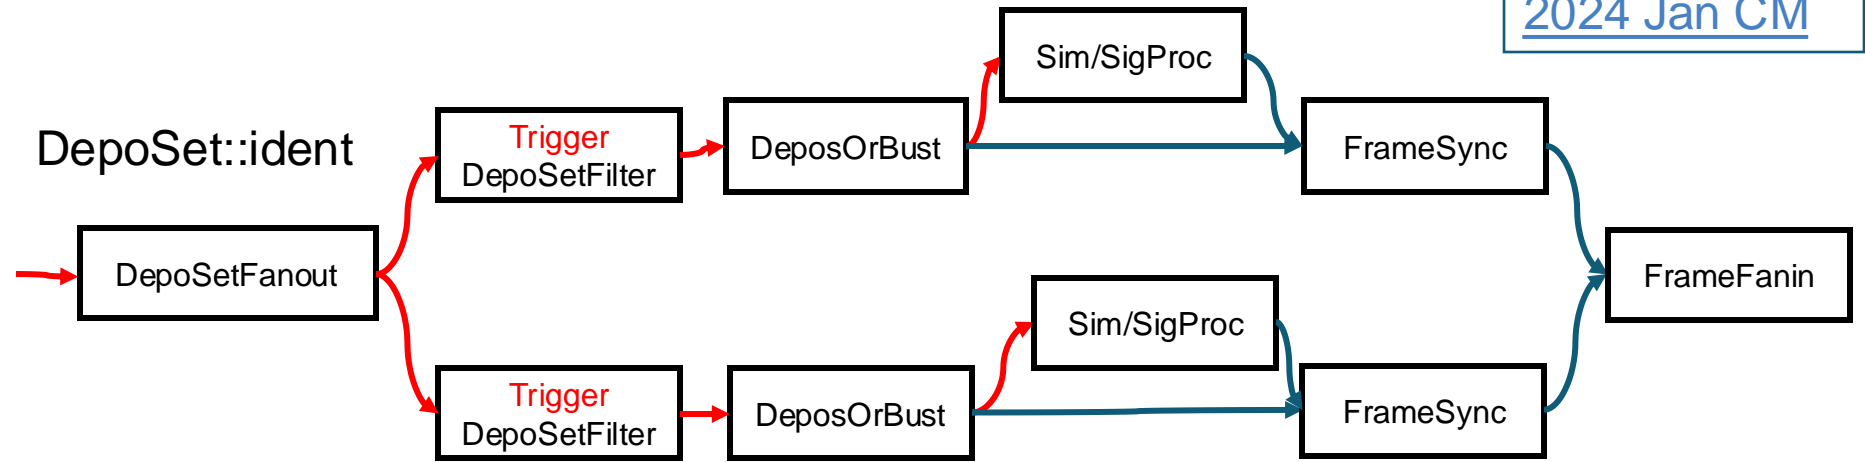 2024 Jan CM
Sim/SigProc
DepoSet::ident
Trigger
DepoSetFilter
DeposOrBust
FrameSync
DepoSetFanout
FrameFanin
Sim/SigProc
Trigger
DepoSetFilter
DeposOrBust
FrameSync